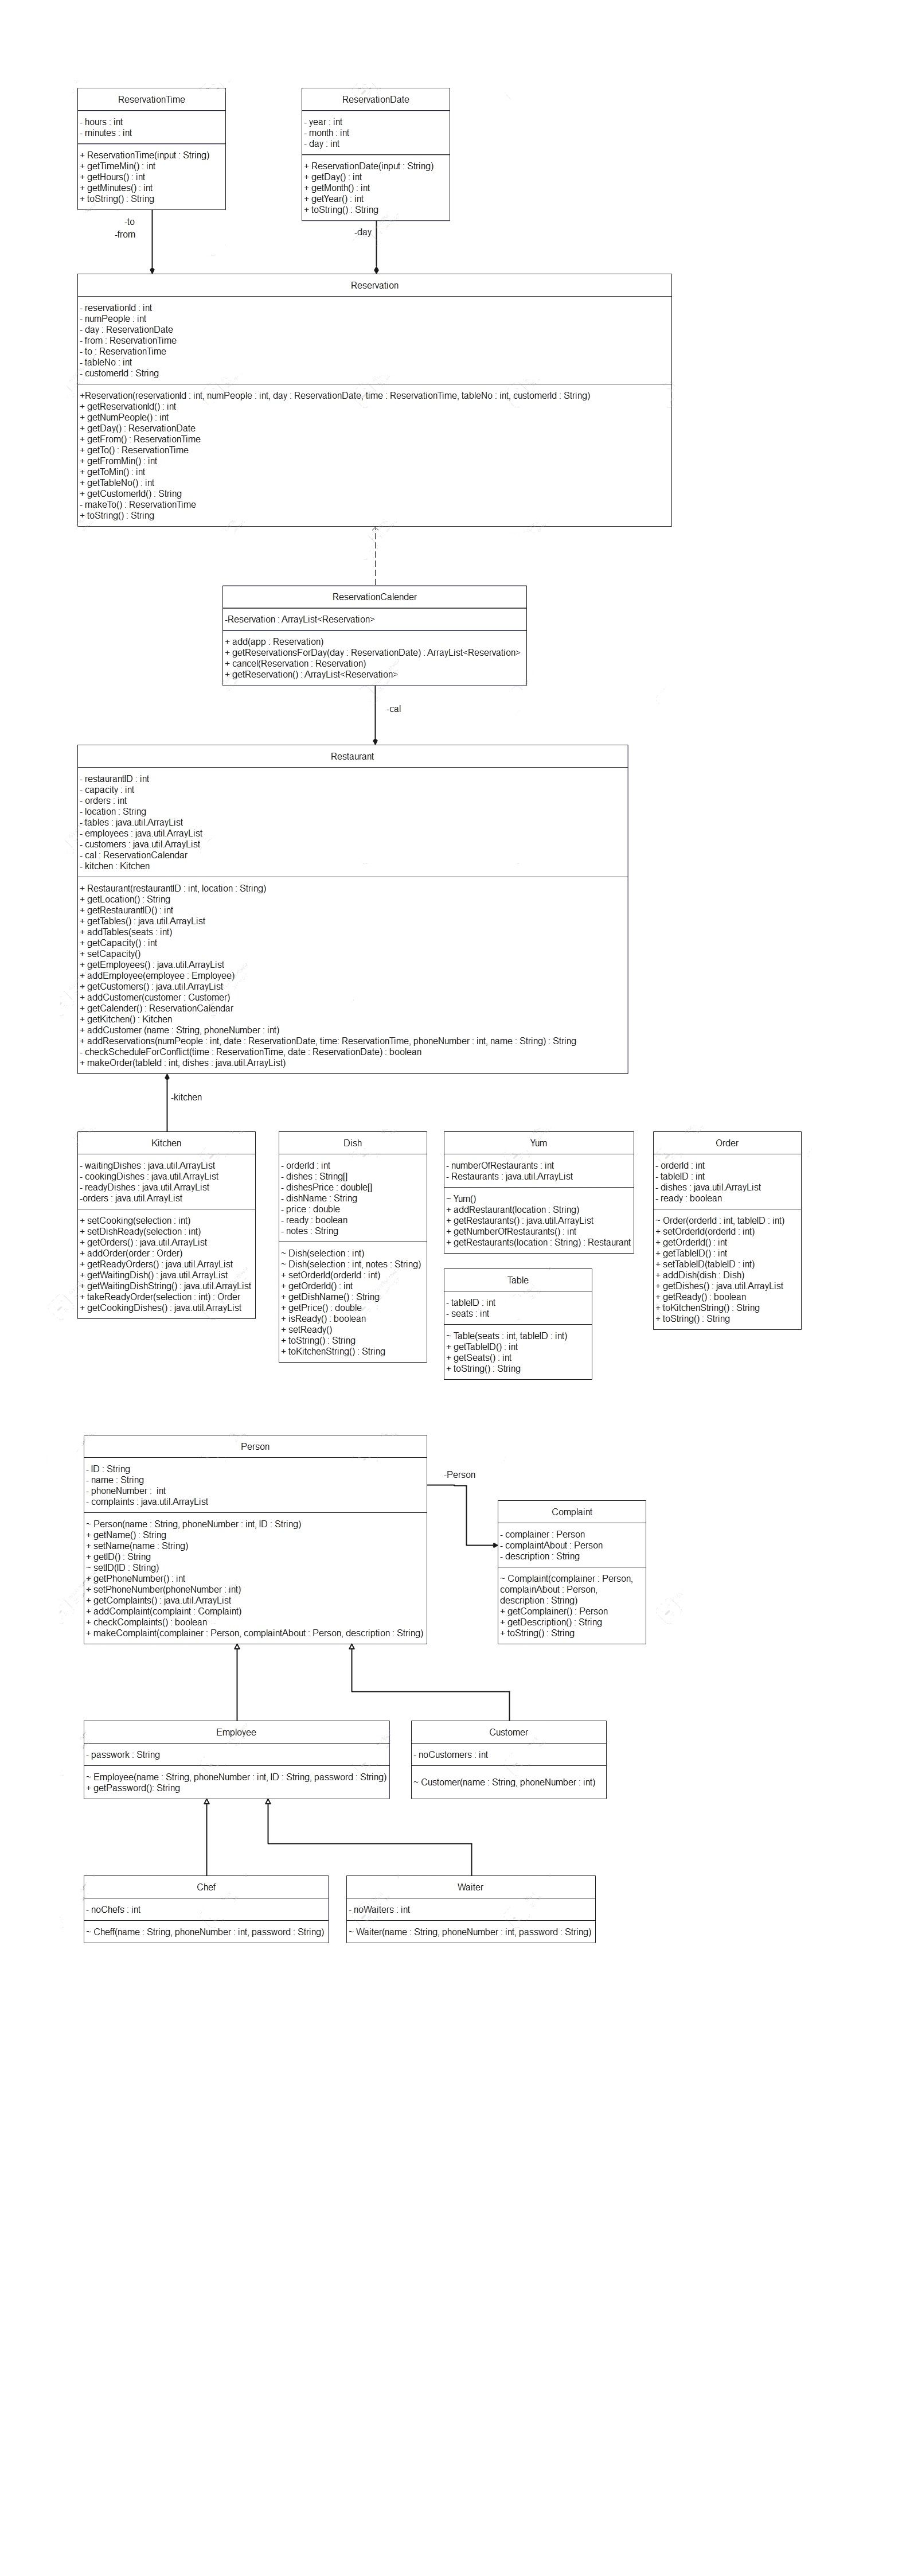 ReservationTime
- hours : int
- minutes : int
+ ReservationTime(input : String)
+ getTimeMin() : int
+ getHours() : int
+ getMinutes() : int
+ toString() : String
ReservationDate
- year : int
- month : int
- day : int
+ ReservationDate(input : String)
+ getDay() : int
+ getMonth() : int
+ getYear() : int
+ toString() : String
-to
-from
-day
Reservation
- reservationId : int
- numPeople : int
- day : ReservationDate
- from : ReservationTime
- to : ReservationTime
- tableNo : int
- customerId : String
+Reservation(reservationId : int, numPeople : int, day : ReservationDate, time : ReservationTime, tableNo : int, customerId : String)
+ getReservationId() : int
+ getNumPeople() : int
+ getDay() : ReservationDate
+ getFrom() : ReservationTime
+ getTo() : ReservationTime
+ getFromMin() : int
+ getToMin() : int
+ getTableNo() : int
+ getCustomerId() : String
- makeTo() : ReservationTime
+ toString() : String
ReservationCalender
-Reservation : ArrayList<Reservation>
+ add(app : Reservation)
+ getReservationsForDay(day : ReservationDate) : ArrayList<Reservation>
+ cancel(Reservation : Reservation)
+ getReservation() : ArrayList<Reservation>
-cal
Restaurant
- restaurantID : int
- capacity : int
- orders : int
- location : String
- tables : java.util.ArrayList
- employees : java.util.ArrayList
- customers : java.util.ArrayList
- cal : ReservationCalendar
- kitchen : Kitchen
+ Restaurant(restaurantID : int, location : String)
+ getLocation() : String
+ getRestaurantID() : int
+ getTables() : java.util.ArrayList
+ addTables(seats : int)
+ getCapacity() : int
+ setCapacity()
+ getEmployees() : java.util.ArrayList
+ addEmployee(employee : Employee)
+ getCustomers() : java.util.ArrayList
+ addCustomer(customer : Customer)
+ getCalender() : ReservationCalendar
+ getKitchen() : Kitchen
+ addCustomer (name : String, phoneNumber : int)
+ addReservations(numPeople : int, date : ReservationDate, time: ReservationTime, phoneNumber : int, name : String) : String
- checkScheduleForConflict(time : ReservationTime, date : ReservationDate) : boolean
+ makeOrder(tableId : int, dishes : java.util.ArrayList)
-kitchen
Kitchen
- waitingDishes : java.util.ArrayList
- cookingDishes : java.util.ArrayList
- readyDishes : java.util.ArrayList
-orders : java.util.ArrayList
+ setCooking(selection : int)
+ setDishReady(selection : int)
+ getOrders() : java.util.ArrayList
+ addOrder(order : Order)
+ getReadyOrders() : java.util.ArrayList
+ getWaitingDish() : java.util.ArrayList
+ getWaitingDishString() : java.util.ArrayList
+ takeReadyOrder(selection : int) : Order
+ getCookingDishes() : java.util.ArrayList
Dish
- orderId : int
- dishes : String[]
- dishesPrice : double[]
- dishName : String
- price : double
- ready : boolean
- notes : String
~ Dish(selection : int)
~ Dish(selection : int, notes : String)
+ setOrderId(orderId : int)
+ getOrderId() : int
+ getDishName() : String
+ getPrice() : double
+ isReady() : boolean
+ setReady()
+ toString() : String
+ toKitchenString() : String
Yum
- numberOfRestaurants : int
- Restaurants : java.util.ArrayList
~ Yum()
+ addRestaurant(location : String)
+ getRestaurants() : java.util.ArrayList
+ getNumberOfRestaurants() : int
+ getRestaurants(location : String) : Restaurant
Table
- tableID : int
- seats : int
~ Table(seats : int, tableID : int)
+ getTableID() : int
+ getSeats() : int
+ toString() : String
Order
- orderId : int
- tableID : int
- dishes : java.util.ArrayList
- ready : boolean
~ Order(orderId : int, tableID : int)
+ setOrderId(orderId : int)
+ getOrderId() : int
+ getTableID() : int
+ setTableID(tableID : int)
+ addDish(dish : Dish)
+ getDishes() : java.util.ArrayList
+ getReady() : boolean
+ toKitchenString() : String
+ toString() : String
Person
- ID : String
- name : String
- phoneNumber :  int
- complaints : java.util.ArrayList
~ Person(name : String, phoneNumber : int, ID : String)
+ getName() : String
+ setName(name : String)
+ getID() : String
~ setID(ID : String)
+ getPhoneNumber() : int
+ setPhoneNumber(phoneNumber : int)
+ getComplaints() : java.util.ArrayList
+ addComplaint(complaint : Complaint)
+ checkComplaints() : boolean
+ makeComplaint(complainer : Person, complaintAbout : Person, description : String)
-Person
Complaint
- complainer : Person
- complaintAbout : Person
- description : String
~ Complaint(complainer : Person,
complainAbout : Person,
description : String)
+ getComplainer() : Person
+ getDescription() : String
+ toString() : String
Employee
- passwork : String
~ Employee(name : String, phoneNumber : int, ID : String, password : String)
+ getPassword(): String
Customer
- noCustomers : int
~ Customer(name : String, phoneNumber : int)
Chef
- noChefs : int
~ Cheff(name : String, phoneNumber : int, password : String)
Waiter
- noWaiters : int
~ Waiter(name : String, phoneNumber : int, password : String)